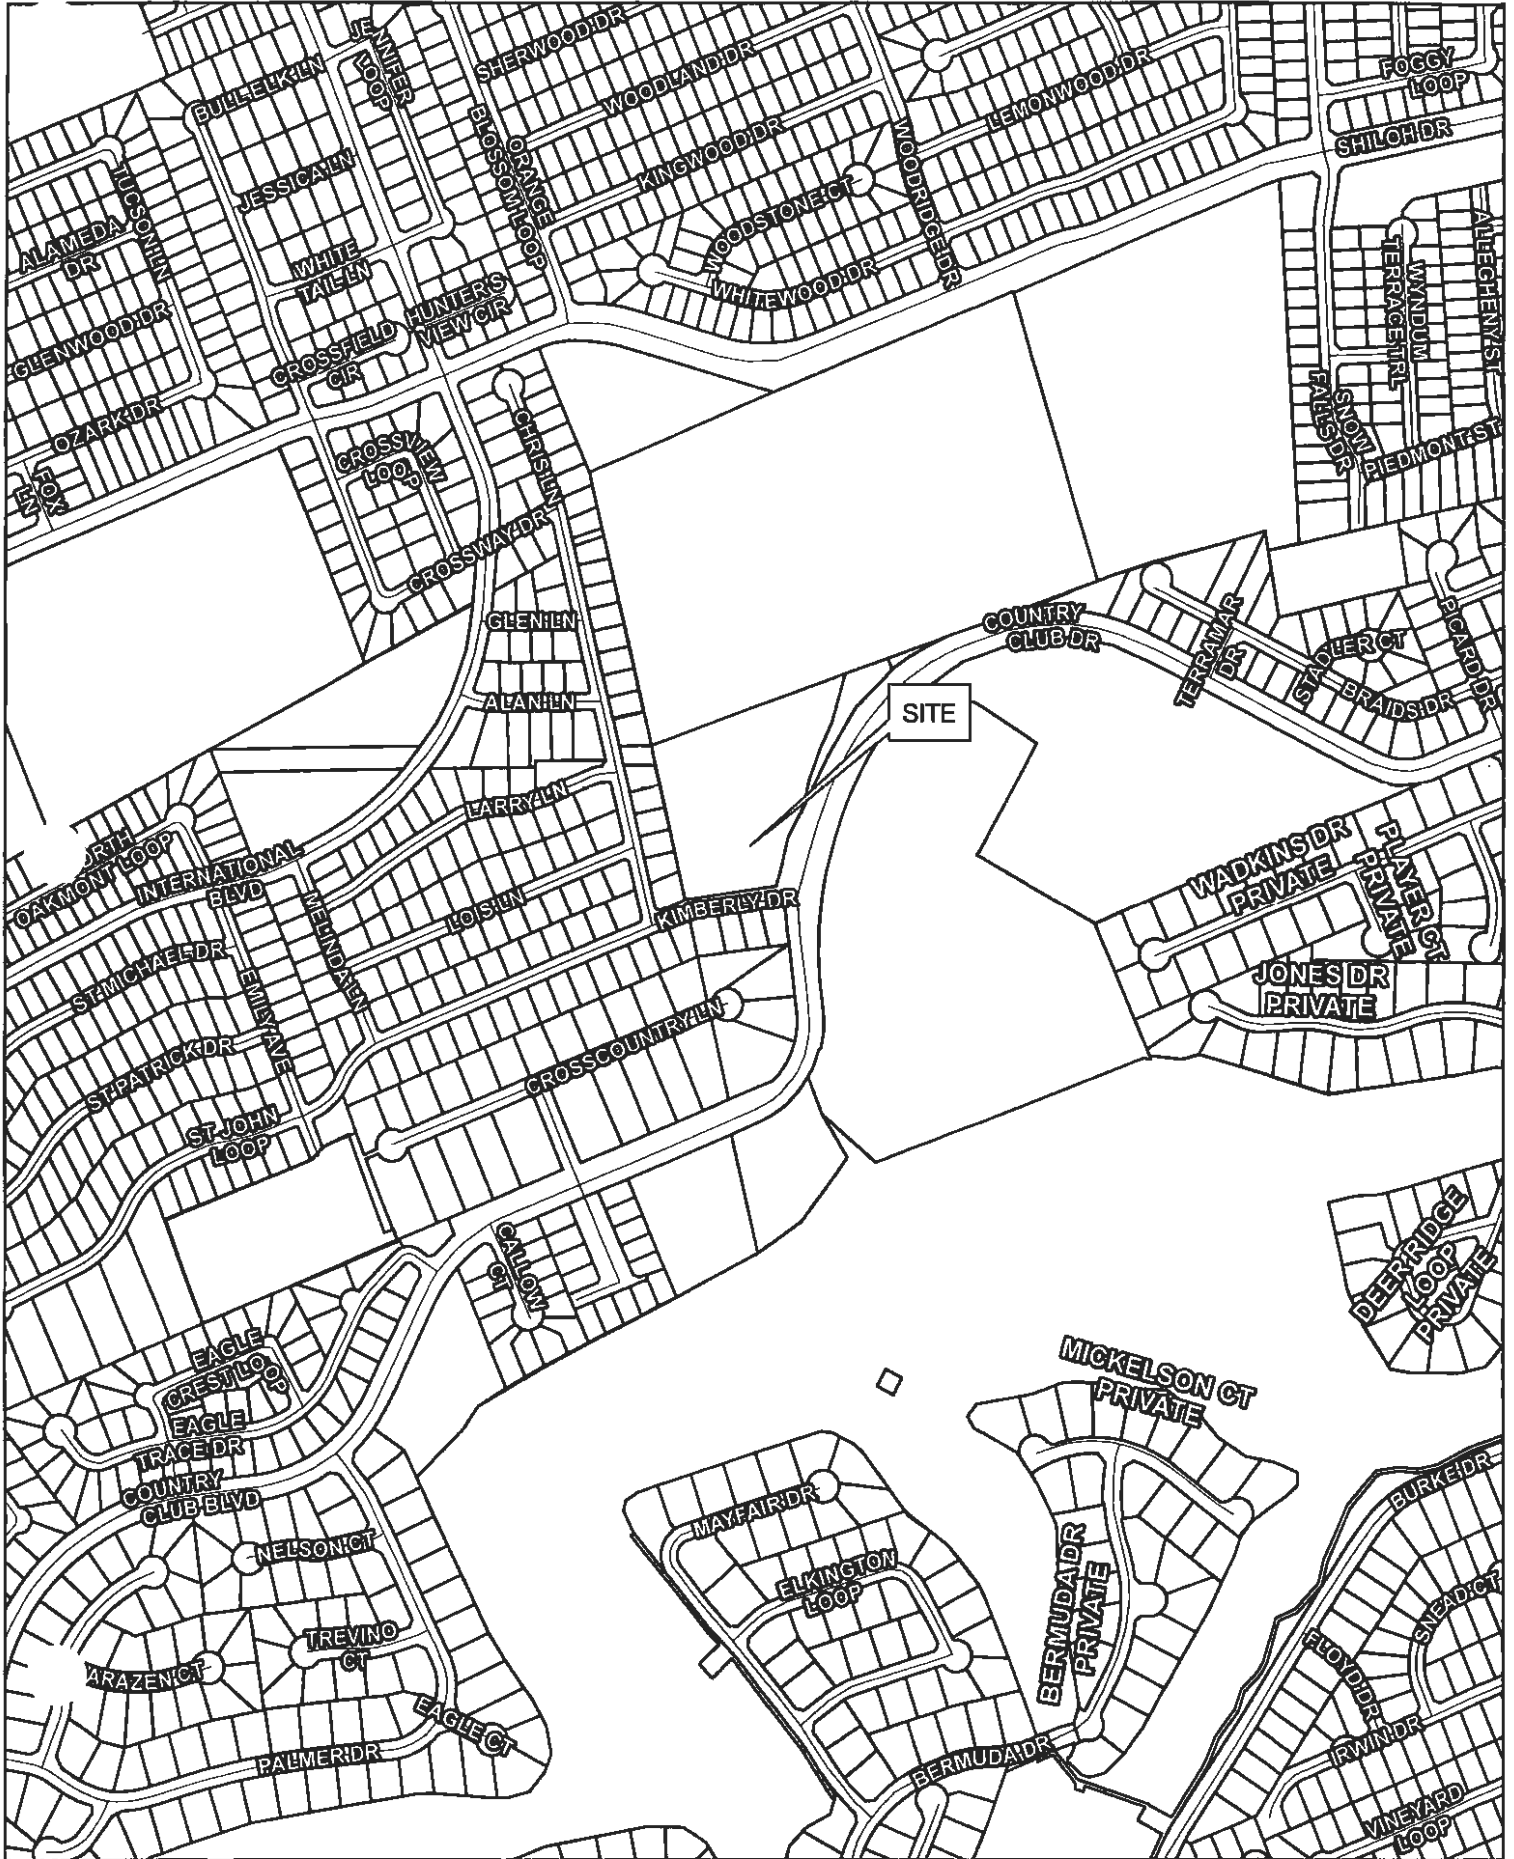 SHERWOOD DR
JENNIFER
LOOP
BULL ELK LN
WOODLAND DR
FOGGY
LOOP
LEMONWOOD DR
SHILOH DR
ORANGE
BLOSSOM LOOP
KINGWOOD DR
WOODRIDGE DR
JESSICA LN
TUCSON LN
WOODSTONE CT
ALAMEDA
DR
WHITE
TAIL LN
WHITEWOOD DR
ALLEGHENY ST
WYNDUM
TERRACE TRL
HUNTER'S
VIEW CIR
GLENWOOD DR
CROSSFIELD
CIR
OZARK DR
CHRIS LN
SNOW
FALLS DR
CROSSVIEW
LOOP
PIEDMONT ST
FOX
LN
CROSSWAY DR
GLEN LN
COUNTRY
CLUB DR
TERRAMAR
DR
STADLER CT
PICARD DR
BRAIDS DR
ALAN LN
SITE
LARRY LN
OAKMONT LOOP
INTERNATIONAL
BLVD
WADKINS DR
PRIVATE
PLAYER CT
PRIVATE
MELINDA LN
LOIS LN
KIMBERLY DR
ST MICHAEL DR
EMILY AVE
JONES DR
PRIVATE
CROSSCOUNTRY LN
ST PATRICK DR
ST JOHN
LOOP
CALLOW
CT
DEERRIDGE
LOOP
PRIVATE
EAGLE
CREST LOOP
MICKELSON CT
PRIVATE
EAGLE
TRACE DR
COUNTRY
CLUB BLVD
BURKE DR
MAYFAIR DR
NELSON CT
ELKINGTON
LOOP
BERMUDA DR
PRIVATE
SNEAD CT
TREVINO
CT
ARAZEN CT
FLOYD DR
EAGLE CT
IRWIN DR
PALMER DR
BERMUDA DR
VINEYARD
LOOP